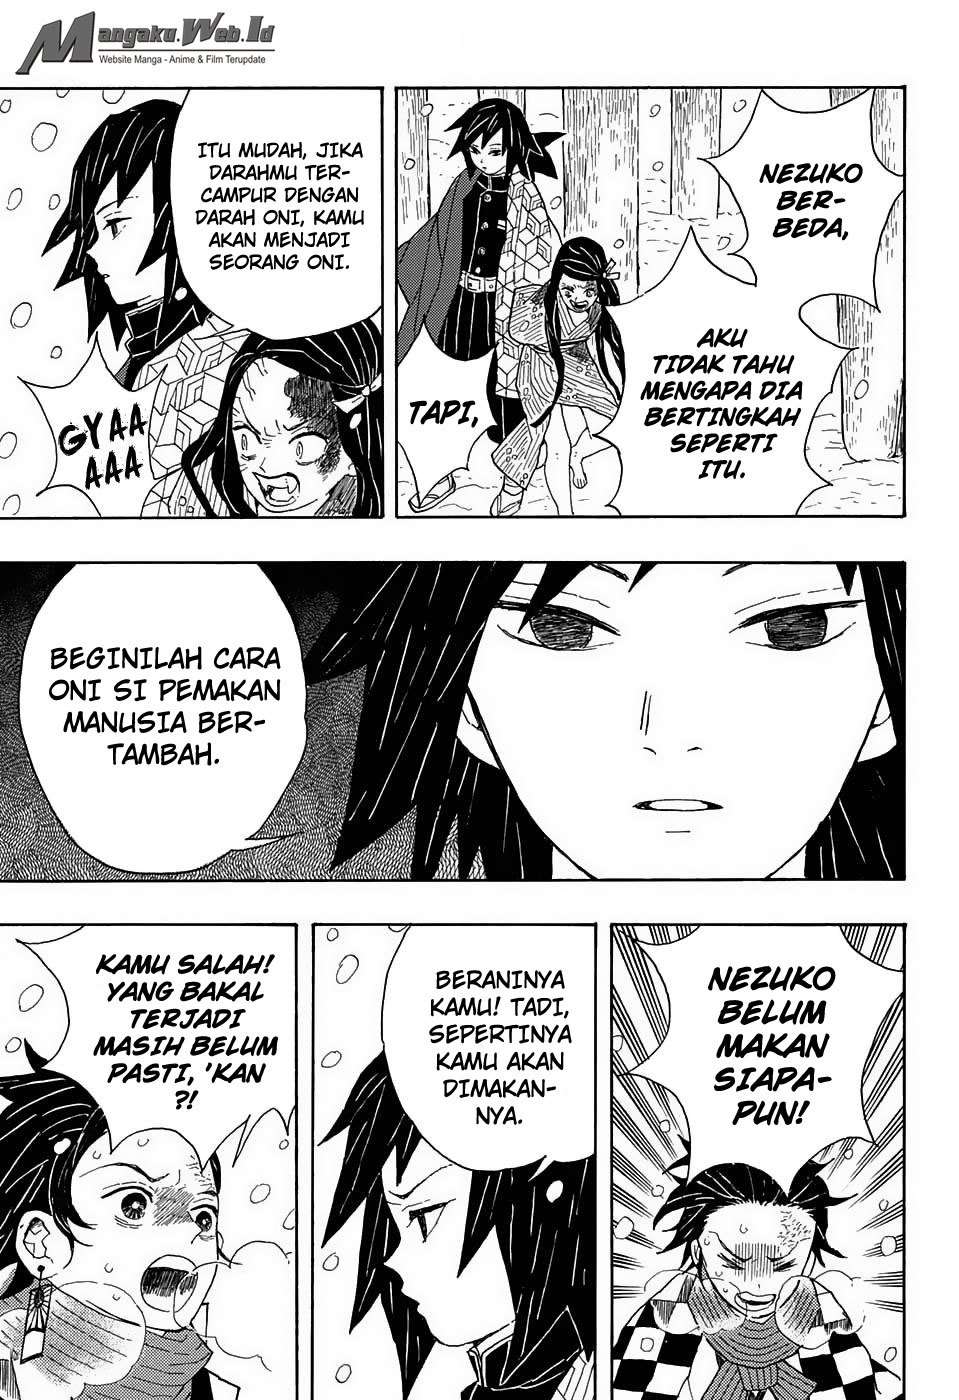 Mangaku.Web.Id
Website Manga - Anime & Film Terupdate
NEZUKO
BER-
BEDA,
AKU
TIDAK TAHU
MENGAPA DIA
BERTINGKAH
SEPERTI
ITU.
TAPI,
ITU MUDAH, JIKA
DARAHMU TER-
CAMPUR DENGAN
DARAH ONI, KAMU
AKAN MENJADI
SEORANG ONI.
GYAA
AAA
BEGINILAH CARA
ONI SI PEMAKAN
MANUSIA BER-
TAMBAH.
NEZUKO
BELUM
MAKAN
SIAPA-
PUN!
BERANINYA
KAMU! TADI,
SEPERTINYA
KAMU AKAN
DIMAKAN-
NYA.
KAMU SALAH!
YANG BAKAL
TERJADI
MASIH BELUM
PASTI, 'KAN
?!